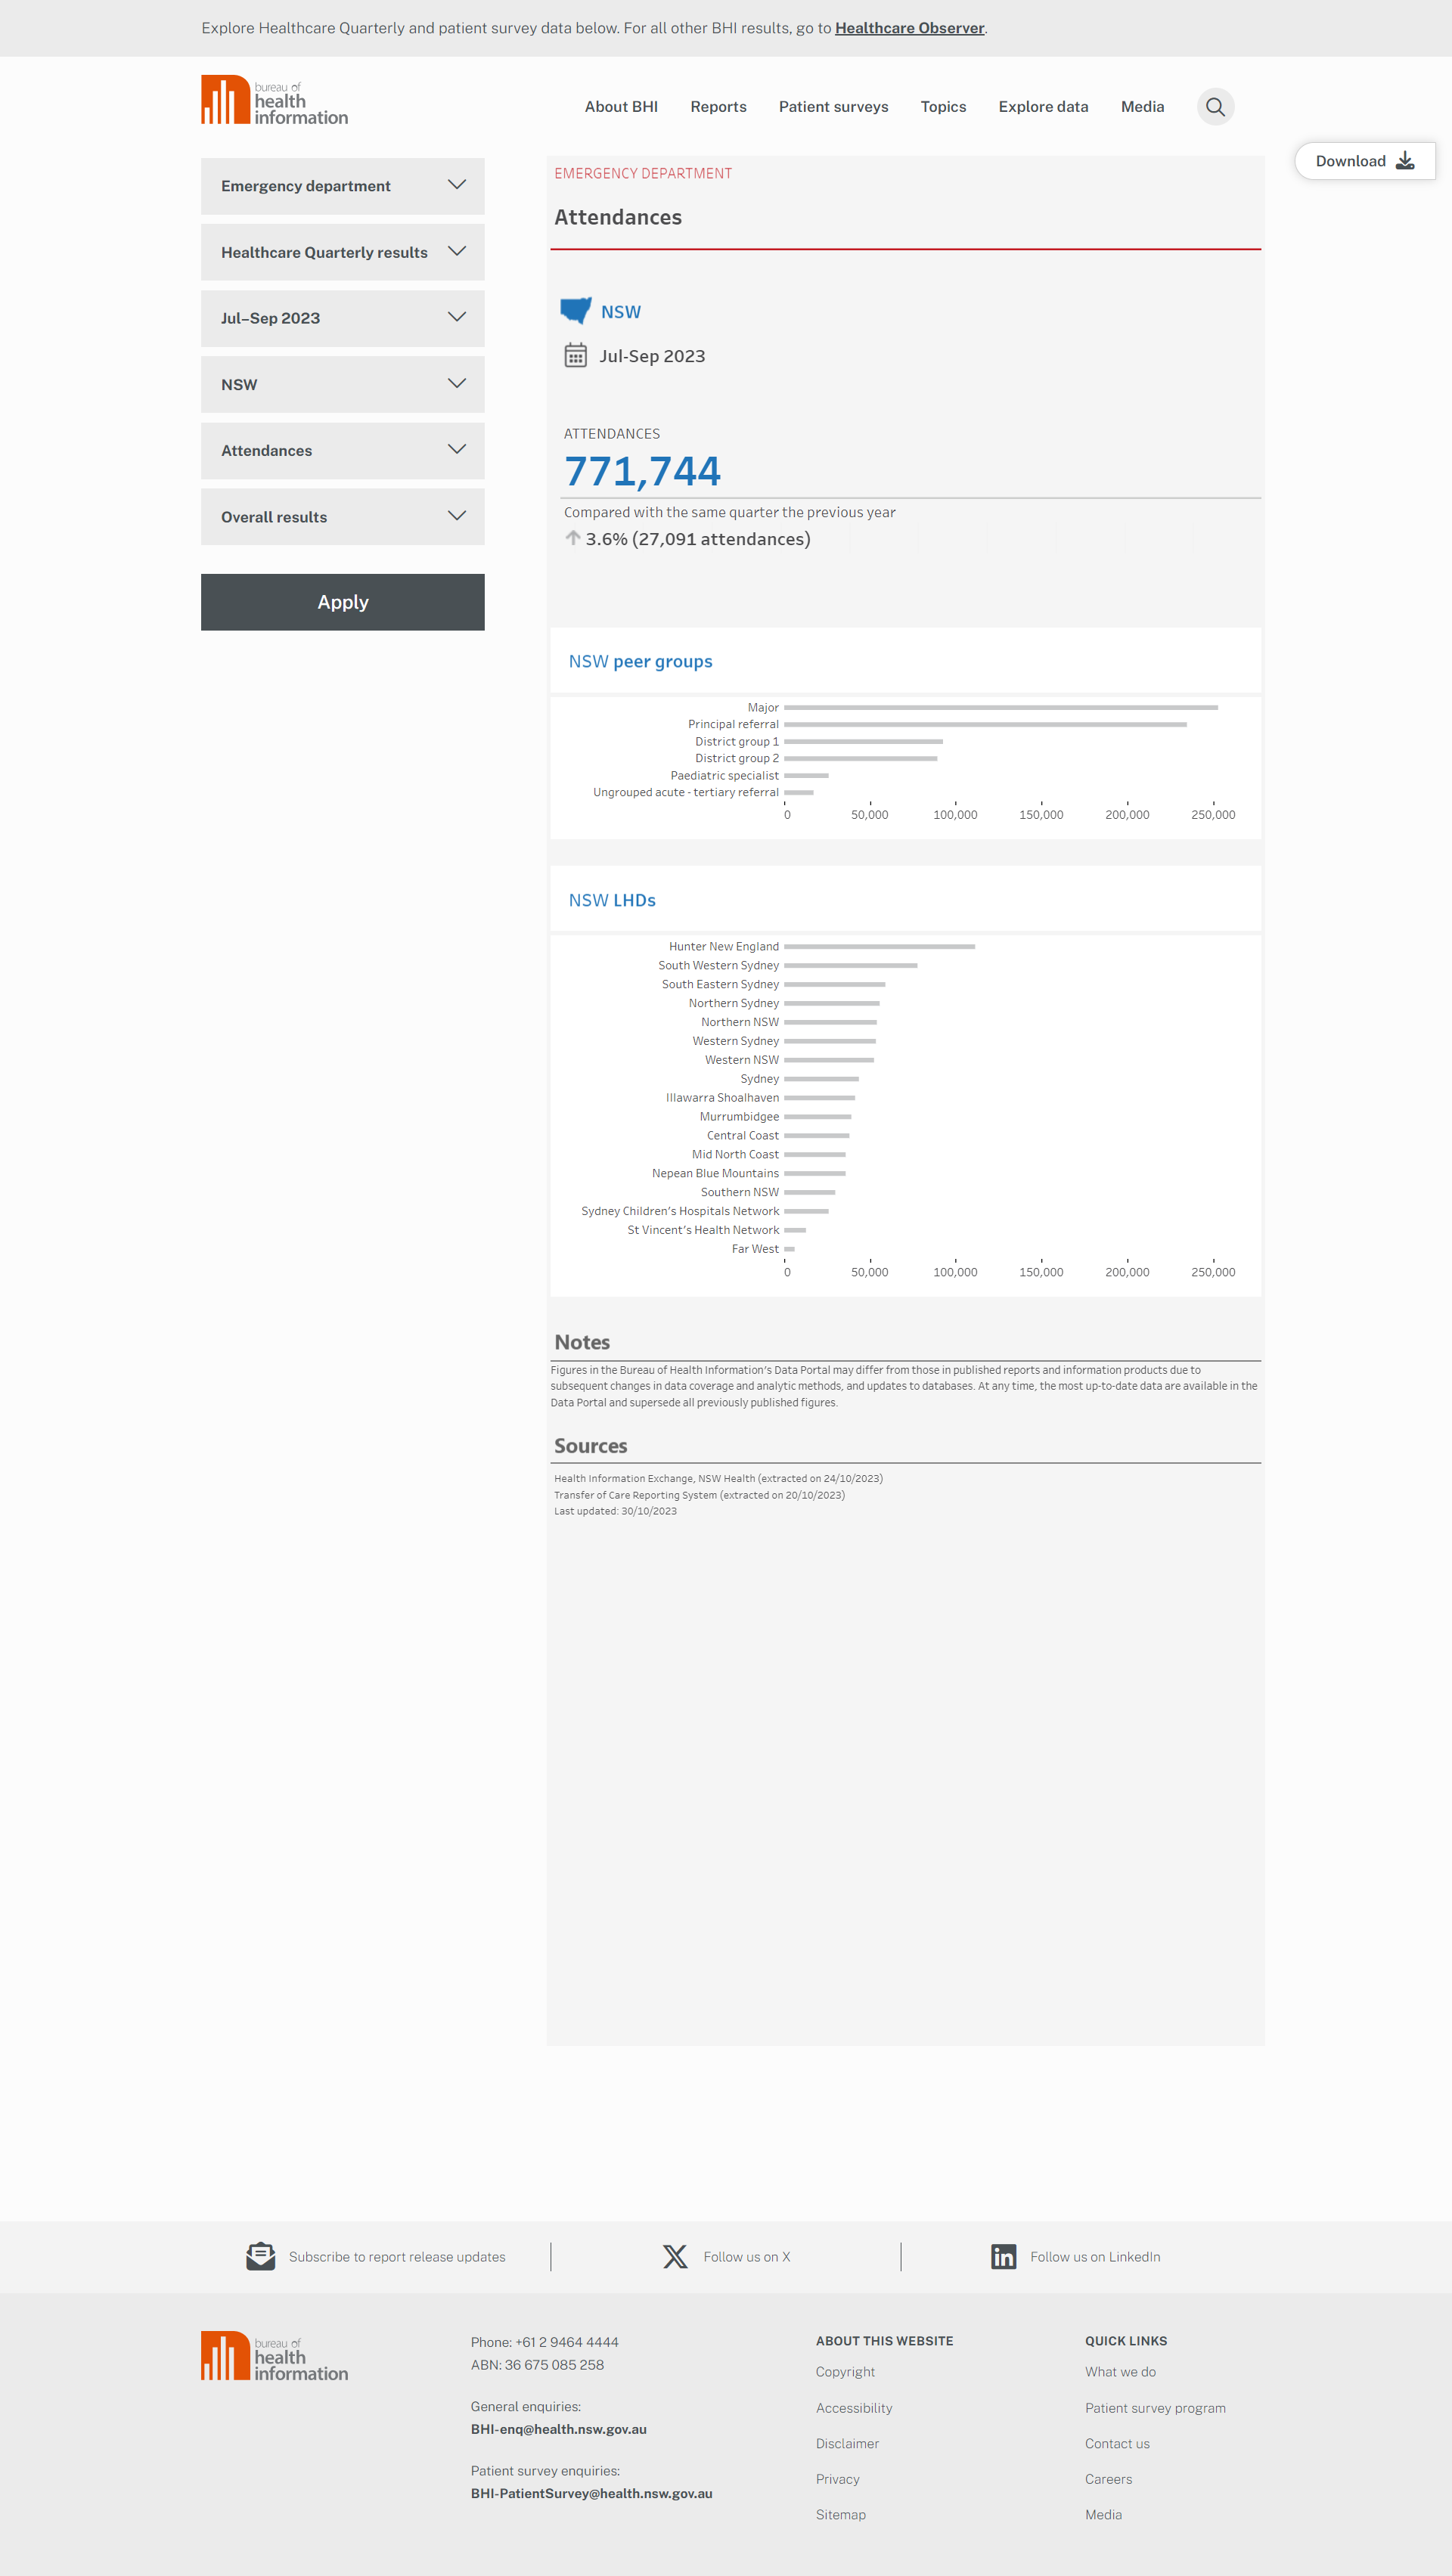 Explore Healthcare Quarterly and patient survey data below. For all other BHI results, go to Healthcare Observer.
bureau of
health
information
About BHI
Reports
Patient surveys
Topics
Explore data
Media
Download
Emergency department
Healthcare Quarterly results
Jul–Sep 2023
NSW
Attendances
Overall results
Apply
EMERGENCY DEPARTMENT
Attendances
NSW
Jul-Sep 2023
ATTENDANCES
771,744
Compared with the same quarter the previous year
3.6% (27,091 attendances)
NSW peer groups
Major
Principal referral
District group 1
District group 2
Paediatric specialist
Ungrouped acute - tertiary referral
0 50,000 100,000 150,000 200,000 250,000
NSW LHDs
Hunter New England
South Western Sydney
South Eastern Sydney
Northern Sydney
Northern NSW
Western Sydney
Western NSW
Sydney
Illawarra Shoalhaven
Murrumbidgee
Central Coast
Mid North Coast
Nepean Blue Mountains
Southern NSW
Sydney Children's Hospitals Network
St Vincent's Health Network
Far West
0 50,000 100,000 150,000 200,000 250,000
Notes
Figures in the Bureau of Health Information's Data Portal may differ from those in published reports and information products due to
subsequent changes in data coverage and analytic methods, and updates to databases. At any time, the most up-to-date data are available in the
Data Portal and supersede all previously published figures.
Sources
Health Information Exchange, NSW Health (extracted on 24/10/2023)
Transfer of Care Reporting System (extracted on 20/10/2023)
Last updated: 30/10/2023
Subscribe to report release updates
Follow us on X
Follow us on LinkedIn
bureau of
health
information
Phone: +61 2 9464 4444
ABN: 36 675 085 258
General enquiries:
BHI-enq@health.nsw.gov.au
Patient survey enquiries:
BHI-PatientSurvey@health.nsw.gov.au
ABOUT THIS WEBSITE
Copyright
Accessibility
Disclaimer
Privacy
Sitemap
QUICK LINKS
What we do
Patient survey program
Contact us
Careers
Media